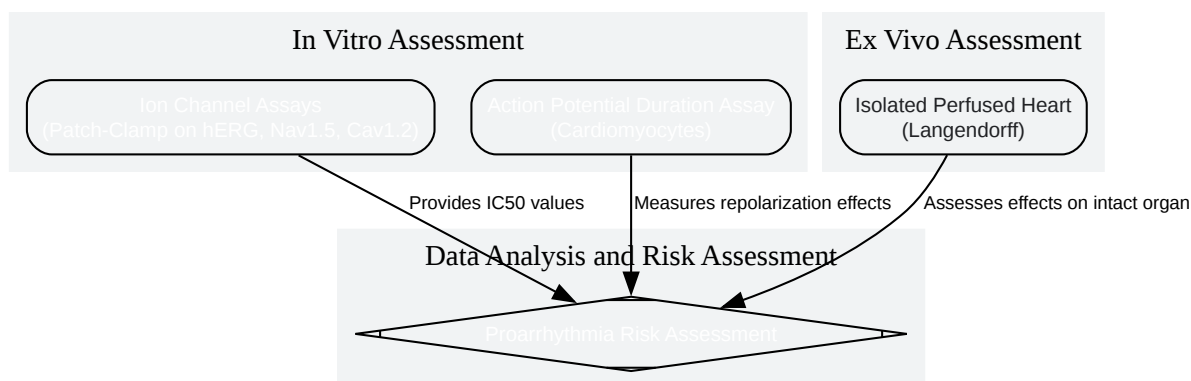 In Vitro Assessment
Ex Vivo Assessment
Ion Channel Assays
(Patch-Clamp on hERG, Nav1.5, Cav1.2)
Action Potential Duration Assay
(Cardiomyocytes)
Isolated Perfused Heart
(Langendorff)
Provides IC50 values
Measures repolarization effects
Assesses effects on intact organ
Data Analysis and Risk Assessment
Proarrhythmia Risk Assessment